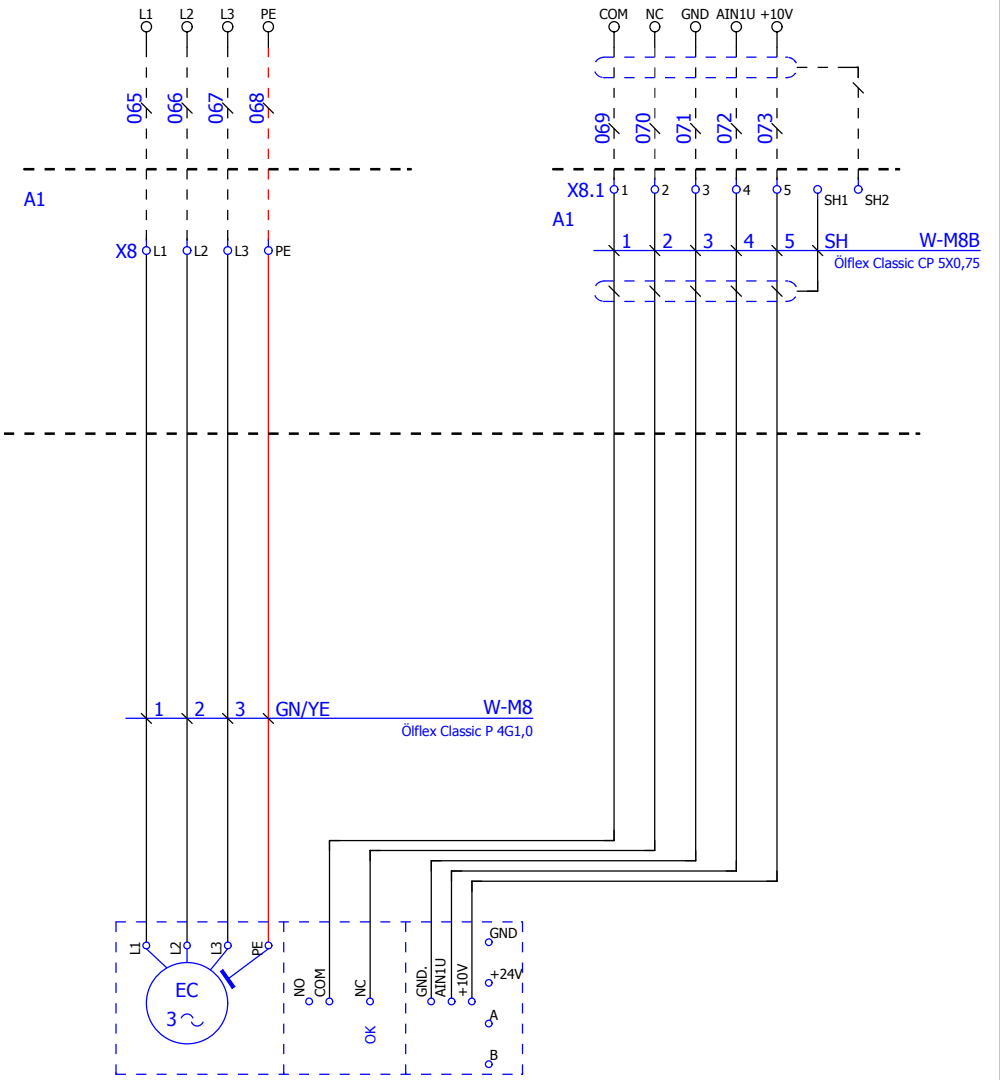 L1 L2 L3 PE
COM NC GND AIN1U +10V
065 066 067 068
069 070 071 072 073
A1
X8.1 1 2 3 4 5 SH1 SH2
A1
X8 L1 L2 L3 PE
1 2 3 4 5 SH W-M8B
Ölflex Classic CP 5X0,75
1 2 3 GN/YE W-M8
Ölflex Classic P 4G1,0
L1 L2 L3 PE
NO COM NC GND. AIN1U +10V
GND
+24V
A
B
EC
3
OK